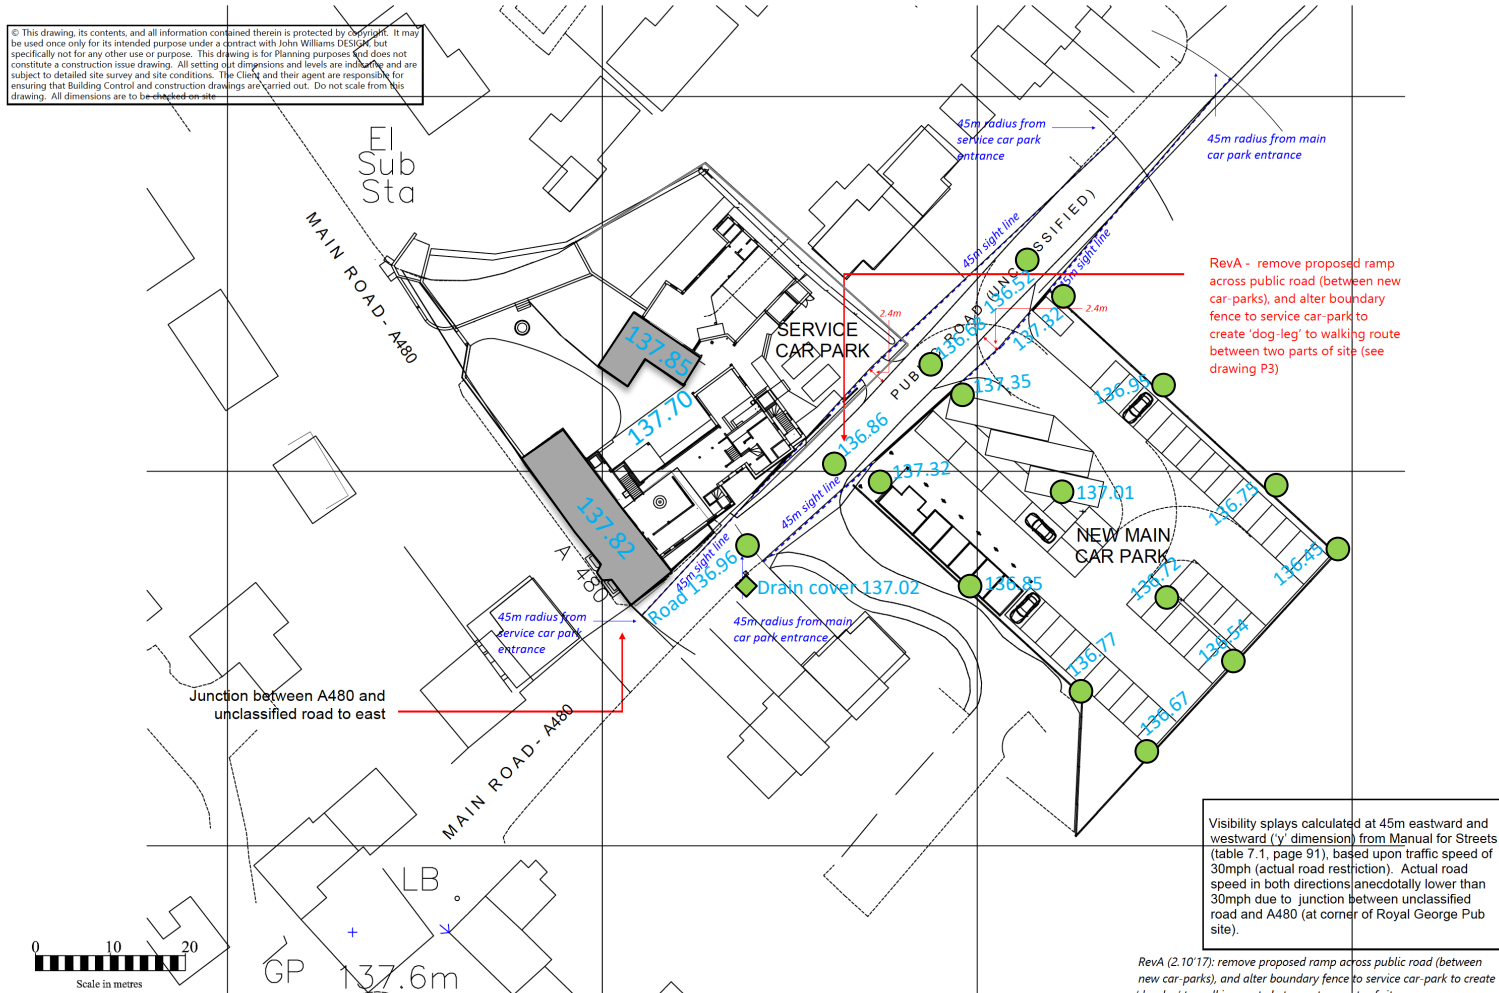 © This drawing, its contents, and all information contained therein is protected by copyright. It may
be used once only for its intended purpose under a contract with John Williams DESIGN, but
specifically not for any other use or purpose. This drawing is for Planning purposes and does not
constitute a construction issue drawing. All setting out dimensions and levels are indicative and are
subject to detailed site survey and site conditions. The Client and their agent are responsible for
ensuring that Building Control and construction drawings are carried out. Do not scale from this
drawing. All dimensions are to be checked on site
El
Sub
Sta
MAIN ROAD- A480
45m radius from
service car park
entrance
45m radius from main
car park entrance
45m sight line
45m sight line
PUBLIC ROAD (UNCLASSIFIED)
RevA - remove proposed ramp
across public road (between new
car-parks), and alter boundary
fence to service car-park to
create ‘dog-leg’ to walking route
between two parts of site (see
drawing P3)
2.4m
2.4m
SERVICE
CAR PARK
136.52
136.68
137.32
137.35
136.95
137.85
137.70
136.86
137.32
137.01
136.75
NEW MAIN
CAR PARK
136.45
136.72
136.85
136.54
136.77
136.67
137.82
A 480
45m sight line
45m sight line
Road 136.96
Drain cover 137.02
45m radius from
service car park
entrance
45m radius from main
car park entrance
Junction between A480 and
unclassified road to east
MAIN ROAD- A480
Visibility splays calculated at 45m eastward and
westward (‘y’ dimension) from Manual for Streets
(table 7.1, page 91), based upon traffic speed of
30mph (actual road restriction). Actual road
speed in both directions anecdotally lower than
30mph due to junction between unclassified
road and A480 (at corner of Royal George Pub
site).
LB
GP
137.6m
0 10 20
Scale in metres
RevA (2.10'17): remove proposed ramp across public road (between
new car-parks), and alter boundary fence to service car-park to create